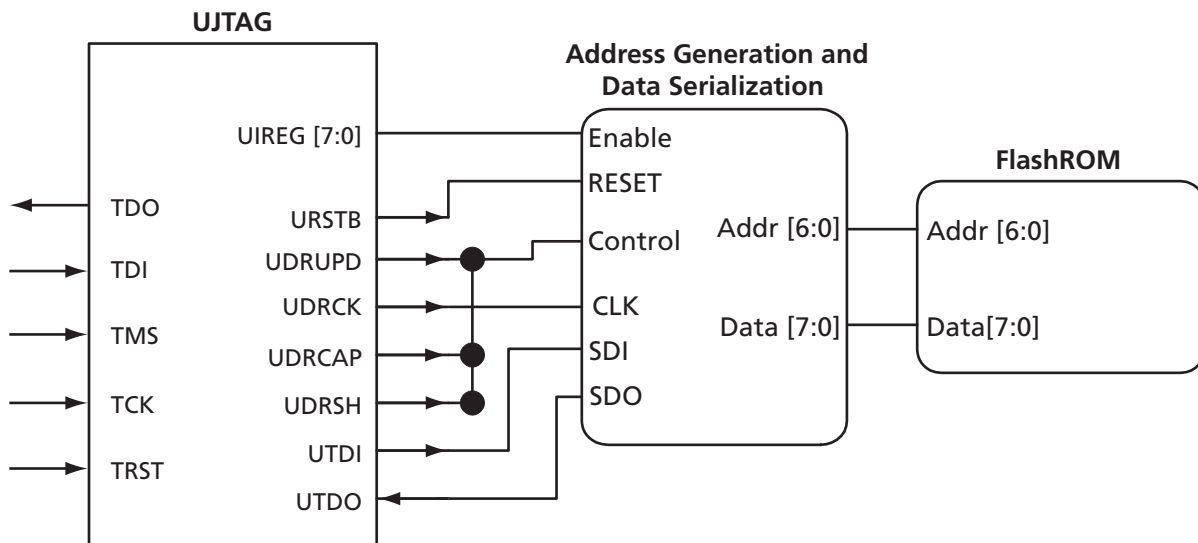 UJTAG
TDO
TDI
TMS
TCK
TRST
UIREG [7:0]
URSTB
UDRUPD
UDRCK
UDRCAP
UDRSH
UTDI
UTDO
Address Generation and
Data Serialization
Enable
RESET
Control
CLK
SDI
SDO
Addr [6:0]
Data [7:0]
FlashROM
Addr [6:0]
Data[7:0]